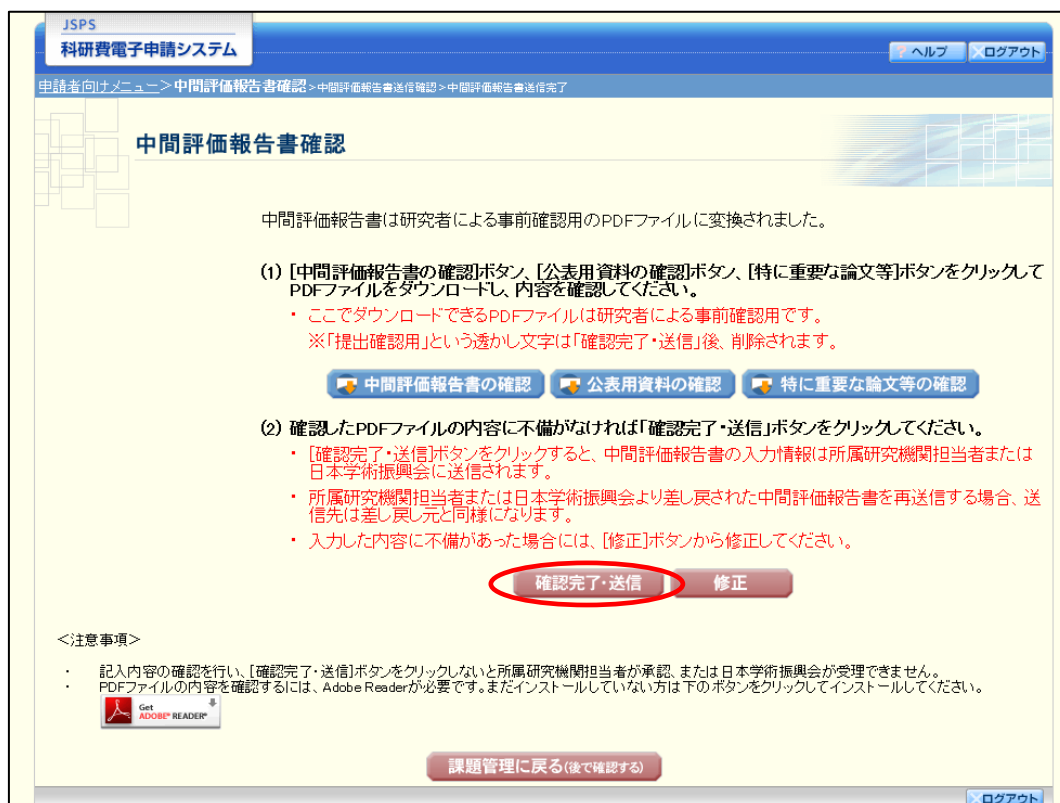 JSPS
科研費電子申請システム
? ヘルプ
ログアウト
申請者向けメニュー>中間評価報告書確認>中間評価報告書送信確認>中間評価報告書送信完了
中間評価報告書確認
中間評価報告書は研究者による事前確認用のPDFファイルに変換されました。
(1) [中間評価報告書の確認]ボタン、[公表用資料の確認]ボタン、[特に重要な論文等]ボタンをクリックして
PDFファイルをダウンロードし、内容を確認してください。
・ ここでダウンロードできるPDFファイルは研究者による事前確認用です。
※「提出確認用」という透かし文字は「確認完了・送信」後、削除されます。
中間評価報告書の確認 公表用資料の確認 特に重要な論文等の確認
(2) 確認したPDFファイルの内容に不備がなければ「確認完了・送信」ボタンをクリックしてください。
・ [確認完了・送信]ボタンをクリックすると、中間評価報告書の入力情報は所属研究機関担当者または
日本学術振興会に送信されます。
・ 所属研究機関担当者または日本学術振興会より差し戻された中間評価報告書を再送信する場合、送
信先は差し戻し元と同様になります。
・ 入力した内容に不備があった場合には、[修正]ボタンから修正してください。
確認完了・送信 修正
<注意事項>
・ 記入内容の確認を行い、[確認完了・送信]ボタンをクリックしないと所属研究機関担当者が承認、または日本学術振興会が受理できません。
・ PDFファイルの内容を確認するには、Adobe Readerが必要です。まだインストールしていない方は下のボタンをクリックしてインストールしてください。
Get
ADOBE® READER®
課題管理に戻る(後で確認する)
ログアウト